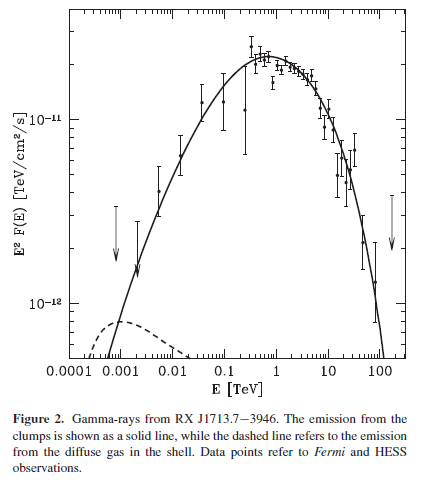 E² F(E) [TeV/cm²/s]
10⁻¹¹
10⁻¹²
0.0001 0.001 0.01 0.1 1 10 100
E [TeV]
Figure 2. Gamma-rays from RX J1713.7−3946. The emission from the
clumps is shown as a solid line, while the dashed line refers to the emission
from the diffuse gas in the shell. Data points refer to Fermi and HESS
observations.